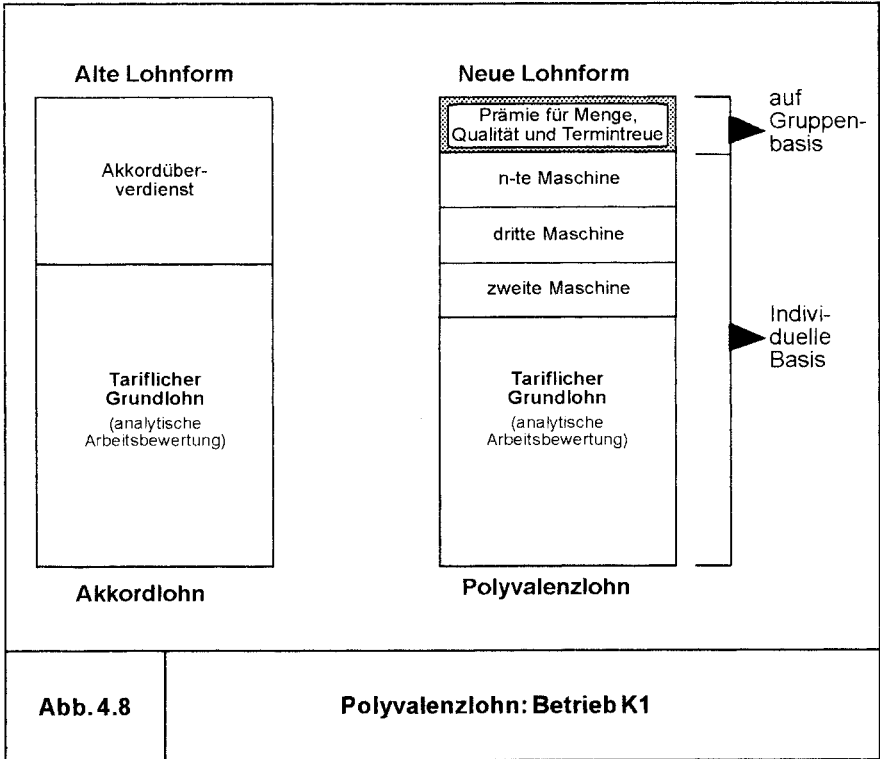 Alte Lohnform
Akkordüber-
verdienst
Tariflicher
Grundlohn
(analytische
Arbeitsbewertung)
Akkordlohn
Neue Lohnform
Prämie für Menge,
Qualität und Termintreue
n-te Maschine
dritte Maschine
zweite Maschine
Tariflicher
Grundlohn
(analytische
Arbeitsbewertung)
Polyvalenzlohn
auf
Gruppen-
basis
Indivi-
duelle
Basis
Abb. 4.8
Polyvalenzlohn: Betrieb K1